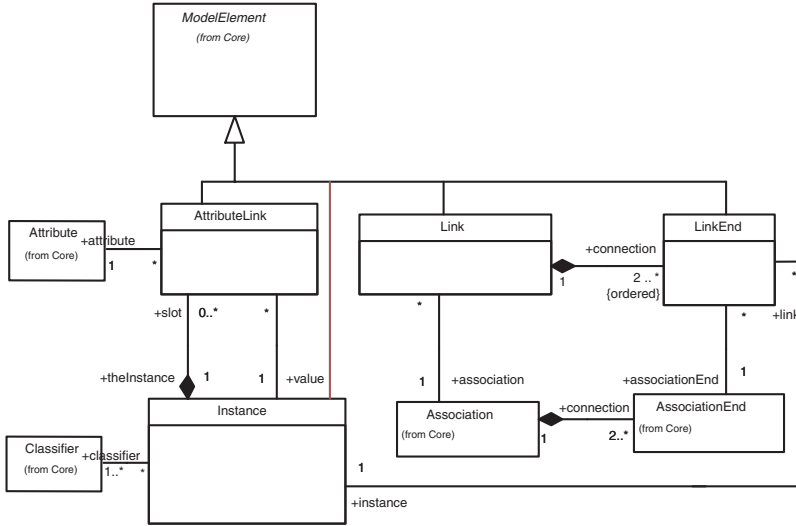 ModelElement
(from Core)
AttributeLink
Link
LinkEnd
Attribute
(from Core)
+attribute
1
*
+connection
1
2 .. *
{ordered}
*
+link
+slot
0..*
*
*
*
+theInstance
1
1
+value
1
+association
+associationEnd
1
Instance
Association
(from Core)
+connection
1
2..*
AssociationEnd
(from Core)
Classifier
(from Core)
+classifier
1..*
*
1
+instance